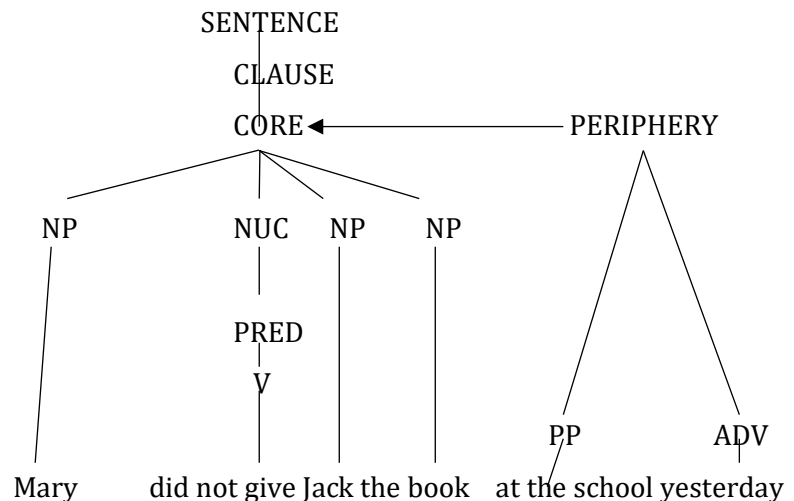 SENTENCE
CLAUSE
CORE PERIPHERY
NP NUC NP NP
PRED
V
PP ADV
Mary did not give Jack the book at the school yesterday